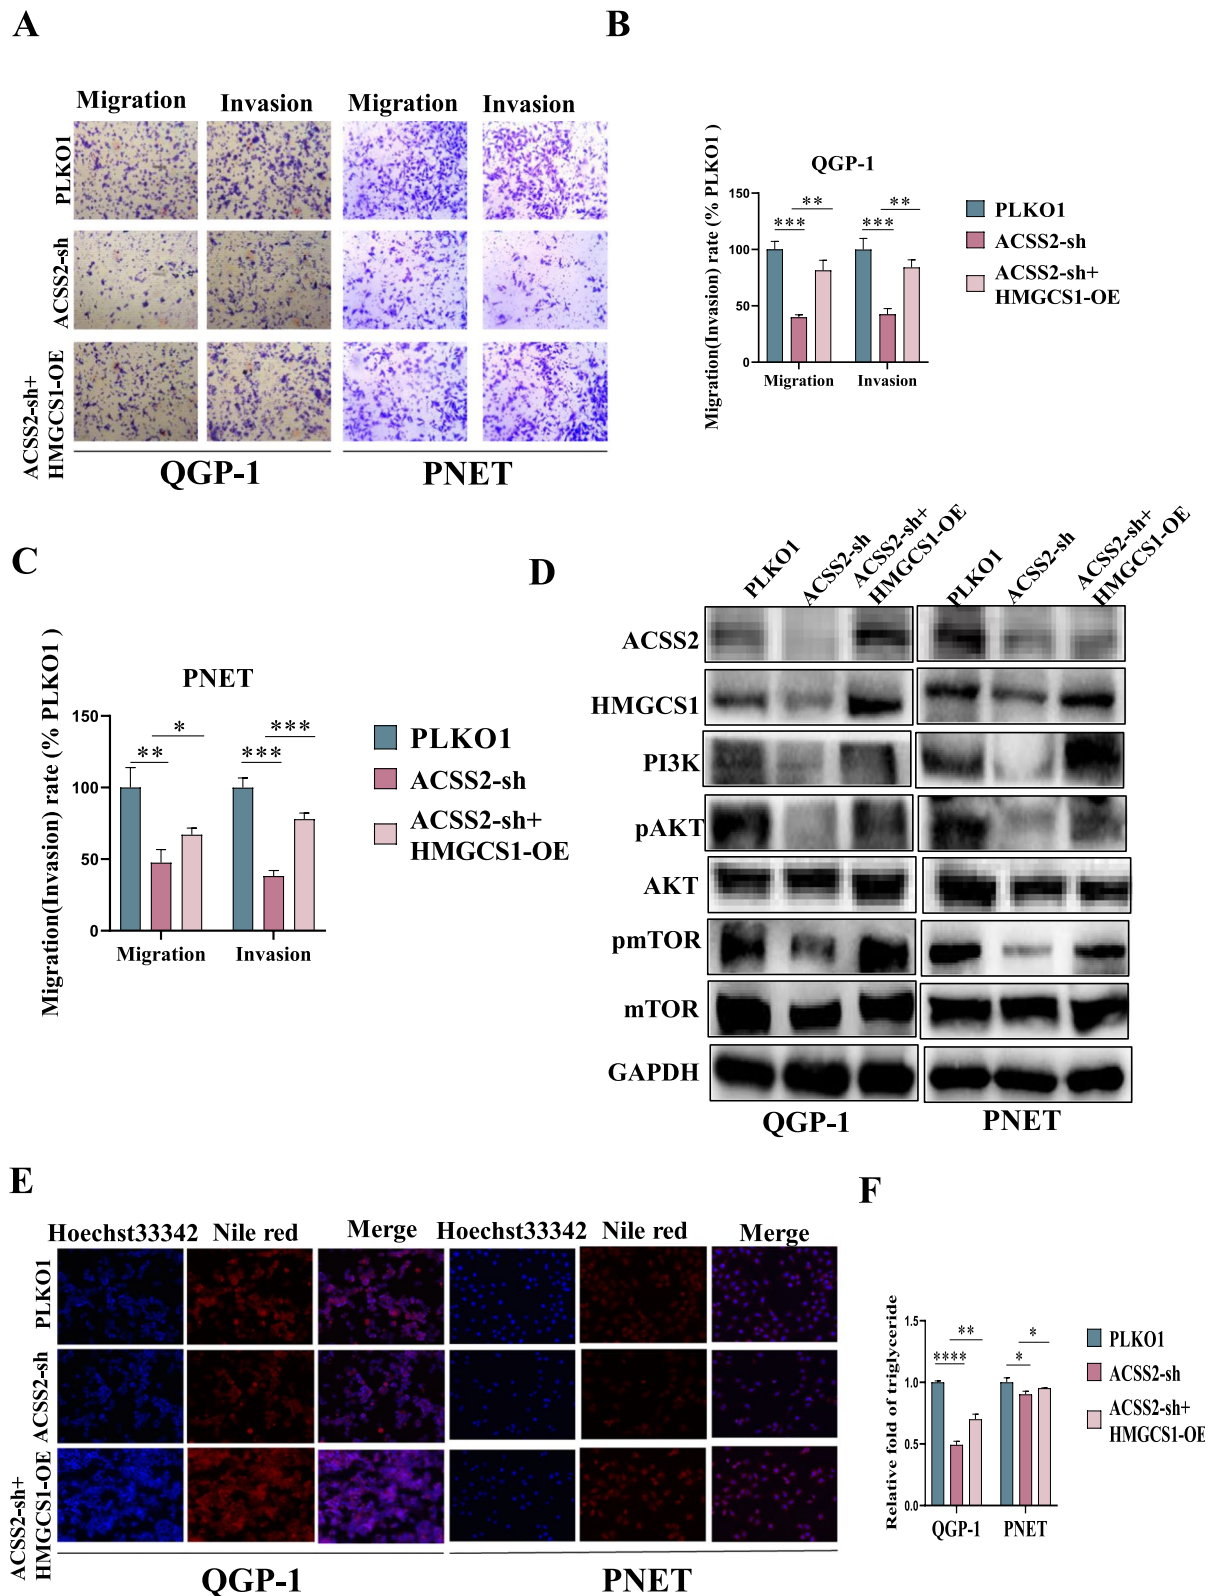 A
Migration Invasion Migration Invasion
PLKO1
ACSS2-sh
ACSS2-sh+
HMGCS1-OE
QGP-1 PNET
B
QGP-1
Migration(Invasion) rate (% PLKO1 )
150
100
50
0
*** ** *** **
Migration Invasion
PLKO1
ACSS2-sh
ACSS2-sh+
HMGCS1-OE
C
PNET
Migration(Invasion) rate (% PLKO1)
150
100
50
0
** * *** ***
Migration Invasion
PLKO1
ACSS2-sh
ACSS2-sh+
HMGCS1-OE
D
PLKO1 ACSS2-sh ACSS2-sh+
HMGCS1-OE
PLKO1 ACSS2-sh ACSS2-sh+
HMGCS1-OE
ACSS2
HMGCS1
PI3K
pAKT
AKT
pmTOR
mTOR
GAPDH
QGP-1 PNET
E
Hoechst33342 Nile red Merge Hoechst33342 Nile red Merge
PLKO1
ACSS2-sh
ACSS2-sh+
HMGCS1-OE
QGP-1 PNET
F
Relative fold of triglyceride
1.5
1.0
0.5
0.0
**** ** * *
QGP-1 PNET
PLKO1
ACSS2-sh
ACSS2-sh+
HMGCS1-OE